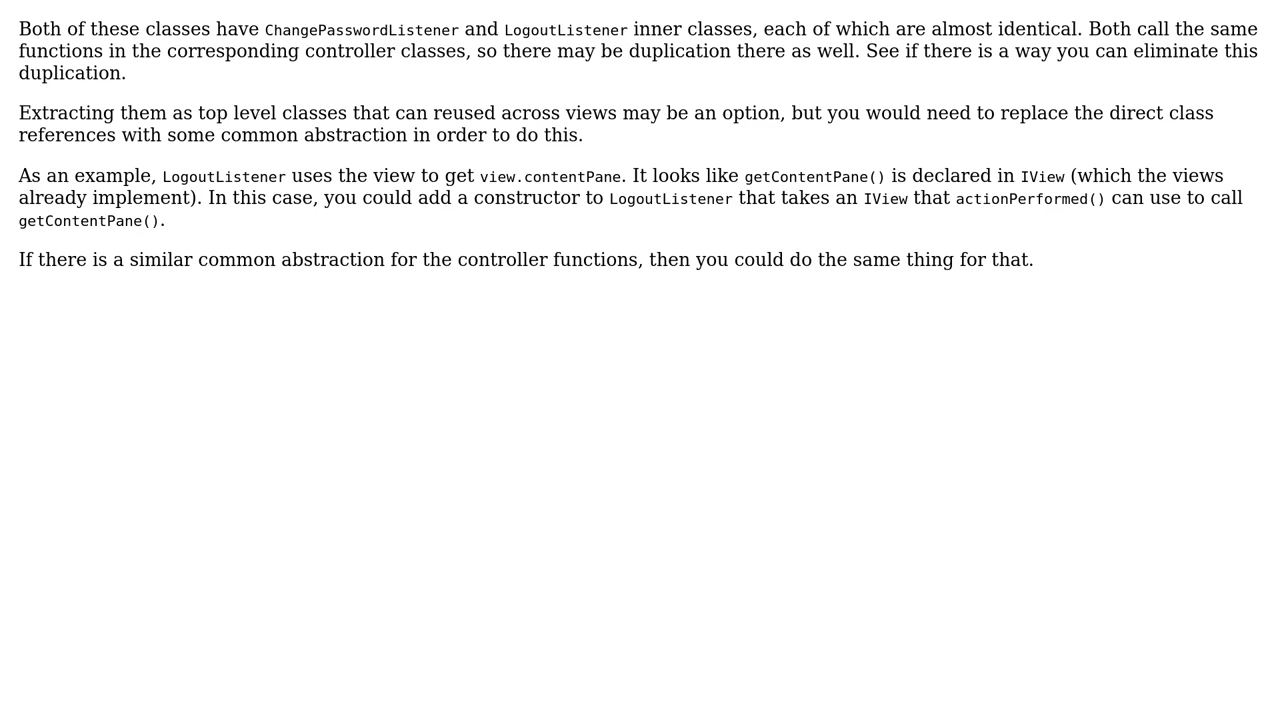 Both of these classes have ChangePasswordListener and LogoutListener inner classes, each of which are almost identical. Both call the same
functions in the corresponding controller classes, so there may be duplication there as well. See if there is a way you can eliminate this
duplication.
Extracting them as top level classes that can reused across views may be an option, but you would need to replace the direct class
references with some common abstraction in order to do this.
As an example, LogoutListener uses the view to get view.contentPane. It looks like getContentPane() is declared in IView (which the views
already implement). In this case, you could add a constructor to LogoutListener that takes an IView that actionPerformed() can use to call
getContentPane().
If there is a similar common abstraction for the controller functions, then you could do the same thing for that.